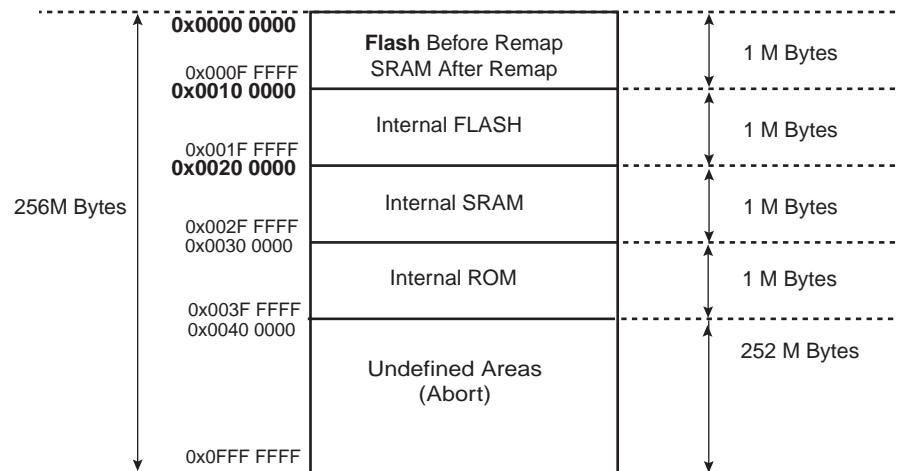 0x0000 0000
Flash Before Remap
SRAM After Remap
1 M Bytes
0x000F FFFF
0x0010 0000
Internal FLASH
1 M Bytes
0x001F FFFF
0x0020 0000
256M Bytes
Internal SRAM
1 M Bytes
0x002F FFFF
0x0030 0000
Internal ROM
1 M Bytes
0x003F FFFF
0x0040 0000
252 M Bytes
Undefined Areas
(Abort)
0x0FFF FFFF